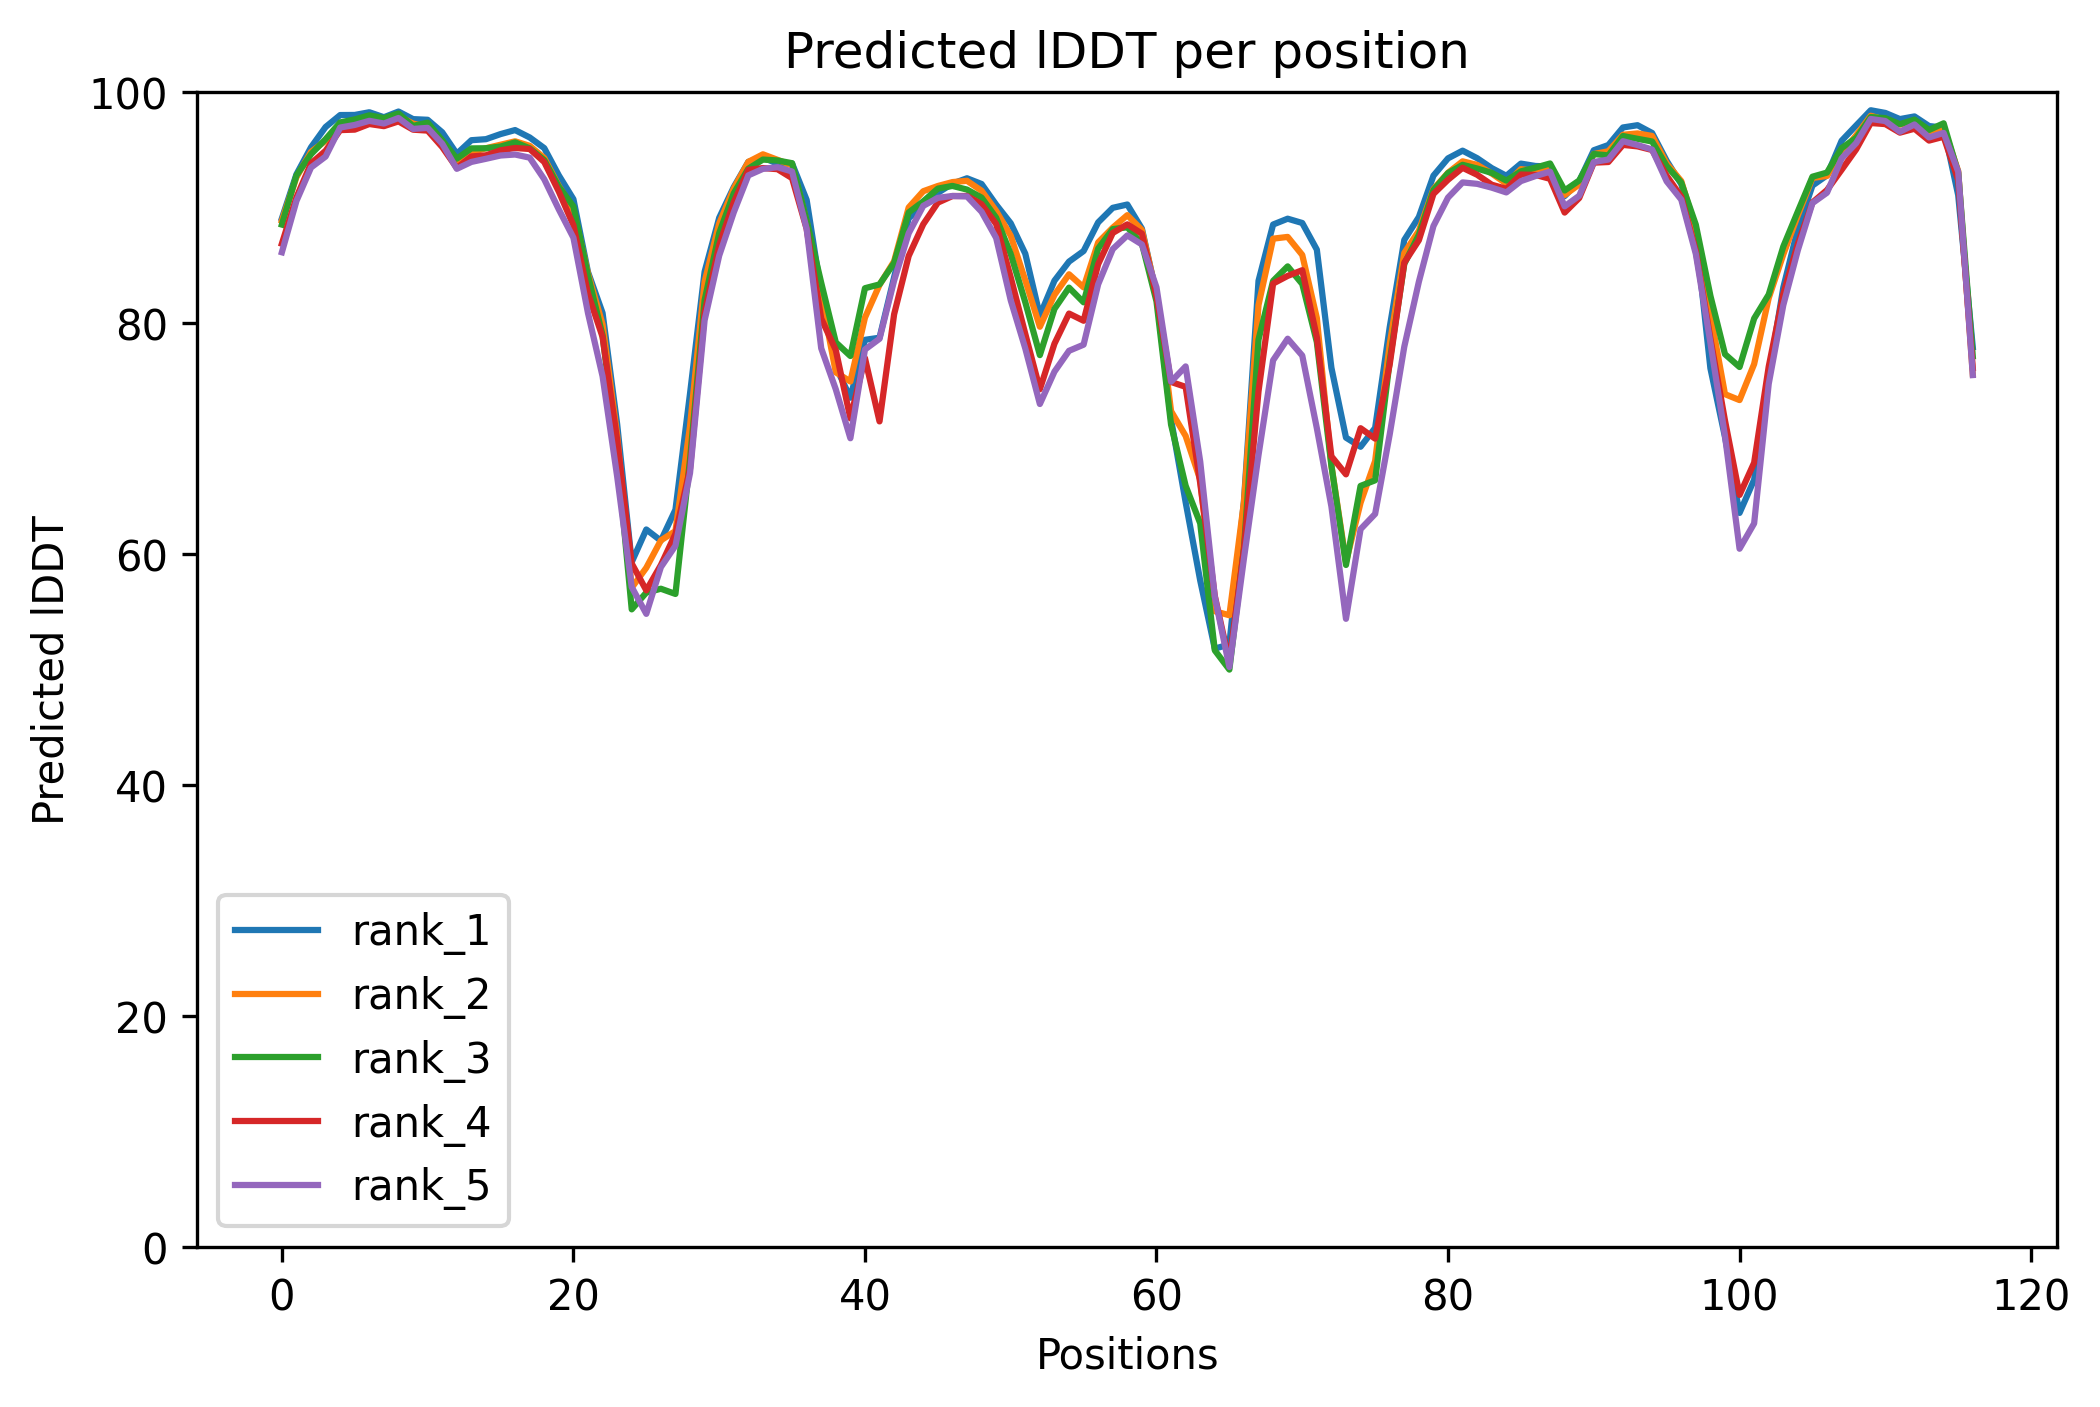 Predicted lDDT per position
100
80
60
40
20
0
Predicted lDDT
rank_1
rank_2
rank_3
rank_4
rank_5
0 20 40 60 80 100 120
Positions